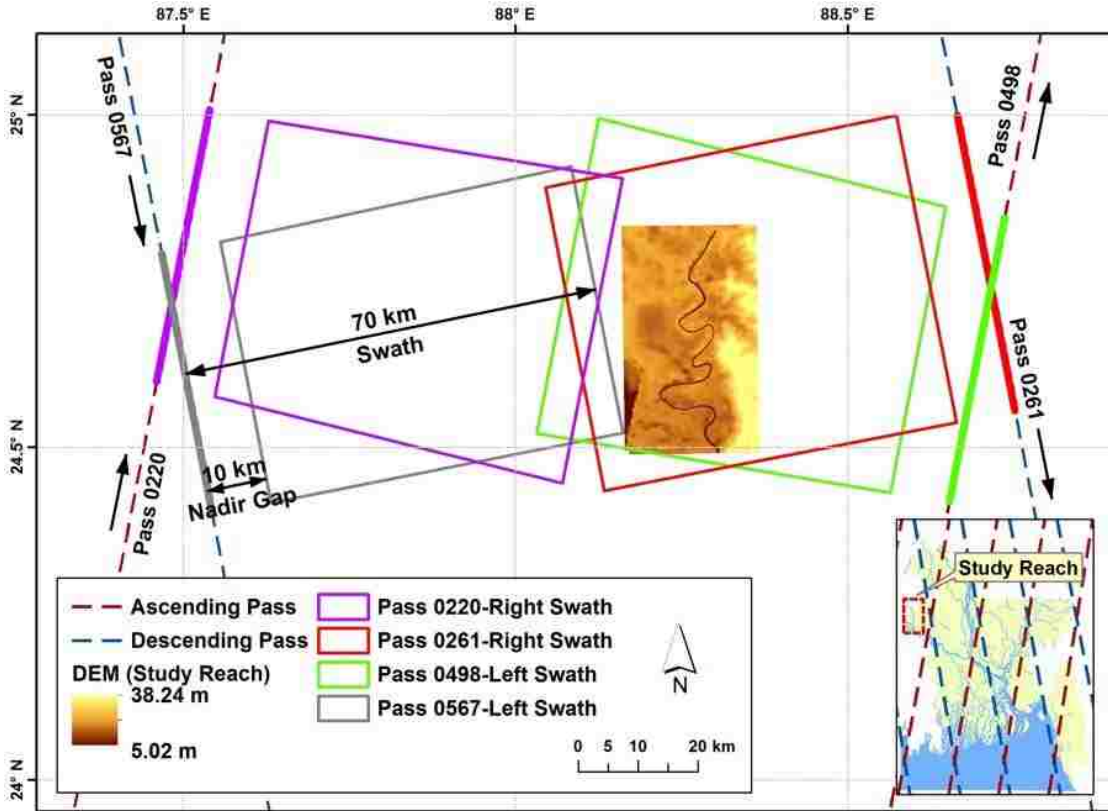 87.5° E
88° E
88.5° E
25° N
24.5° N
24° N
Pass 0567
Pass 0498
70 km
Swath
Pass 0261
Pass 0220
10 km
Nadir Gap
Study Reach
Ascending Pass
Descending Pass
DEM (Study Reach)
38.24 m
5.02 m
Pass 0220-Right Swath
Pass 0261-Right Swath
Pass 0498-Left Swath
Pass 0567-Left Swath
N
0 5 10 20 km